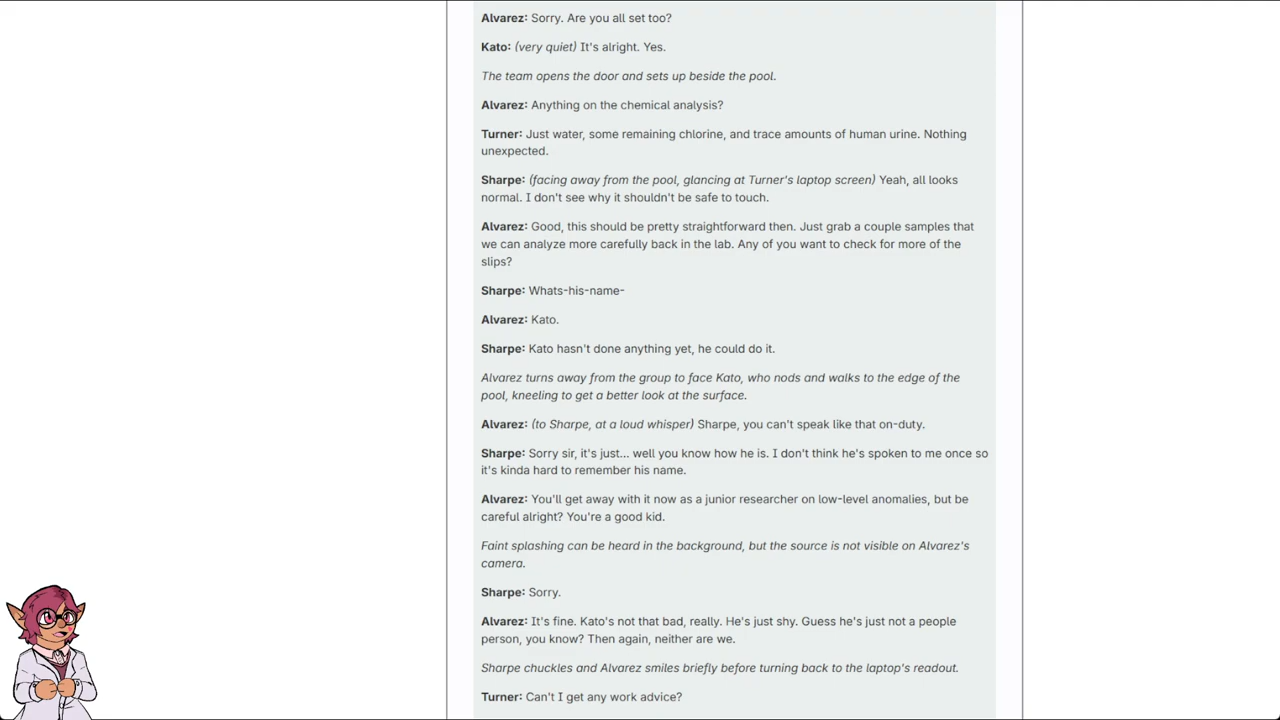 Alvarez: Sorry. Are you all set too?
Kato: (very quiet) It's alright. Yes.
The team opens the door and sets up beside the pool.
Alvarez: Anything on the chemical analysis?
Turner: Just water, some remaining chlorine, and trace amounts of human urine. Nothing
unexpected.
Sharpe: (facing away from the pool, glancing at Turner's laptop screen) Yeah, all looks
normal. I don't see why it shouldn't be safe to touch.
Alvarez: Good, this should be pretty straightforward then. Just grab a couple samples that
we can analyze more carefully back in the lab. Any of you want to check for more of the
slips?
Sharpe: Whats-his-name-
Alvarez: Kato.
Sharpe: Kato hasn't done anything yet, he could do it.
Alvarez turns away from the group to face Kato, who nods and walks to the edge of the
pool, kneeling to get a better look at the surface.
Alvarez: (to Sharpe, at a loud whisper) Sharpe, you can't speak like that on-duty.
Sharpe: Sorry sir, it's just... well you know how he is. I don't think he's spoken to me once so
it's kinda hard to remember his name.
Alvarez: You'll get away with it now as a junior researcher on low-level anomalies, but be
careful alright? You're a good kid.
Faint splashing can be heard in the background, but the source is not visible on Alvarez's
camera.
Sharpe: Sorry.
Alvarez: It's fine. Kato's not that bad, really. He's just shy. Guess he's just not a people
person, you know? Then again, neither are we.
Sharpe chuckles and Alvarez smiles briefly before turning back to the laptop's readout.
Turner: Can't I get any work advice?